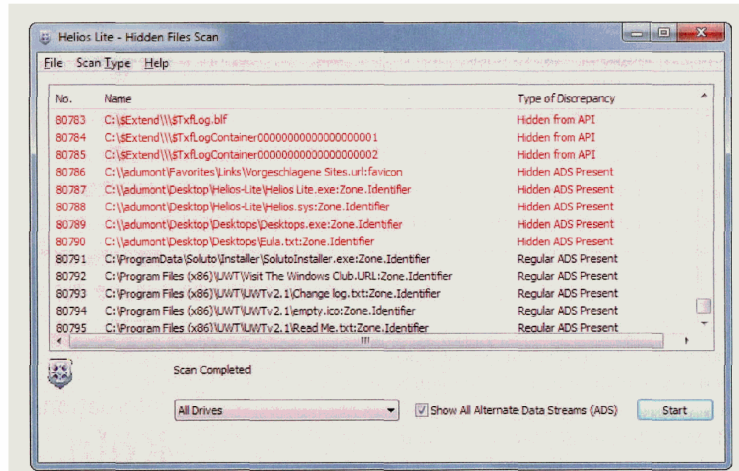 Helios Lite - Hidden Files Scan
File Scan Type Help
No. Name Type of Discrepancy
80783 C:\$Extend\\\$TxfLog.blf Hidden from API
80784 C:\$Extend\\\$TxfLogContainer00000000000000000001 Hidden from API
80785 C:\$Extend\\\$TxfLogContainer00000000000000000002 Hidden from API
80786 C:\\adumont\Favorites\Links\Vorgeschlagene Sites.url:favicon Hidden ADS Present
80787 C:\\adumont\Desktop\Helios-Lite\Helios Lite.exe:Zone.Identifier Hidden ADS Present
80788 C:\\adumont\Desktop\Helios-Lite\Helios.sys:Zone.Identifier Hidden ADS Present
80789 C:\\adumont\Desktop\Desktops\Desktops.exe:Zone.Identifier Hidden ADS Present
80790 C:\\adumont\Desktop\Desktops\Eula.txt:Zone.Identifier Hidden ADS Present
80791 C:\ProgramData\Soluto\Installer\SolutoInstaller.exe:Zone.Identifier Regular ADS Present
80792 C:\Program Files (x86)\UWT\Visit The Windows Club.URL:Zone.Identifier Regular ADS Present
80793 C:\Program Files (x86)\UWT\UWTv2.1\Change log.txt:Zone.Identifier Regular ADS Present
80794 C:\Program Files (x86)\UWT\UWTv2.1\empty.ico:Zone.Identifier Regular ADS Present
80795 C:\Program Files (x86)\UWT\UWTv2.1\Read Me.txt:Zone.Identifier Regular ADS Present
Scan Completed
All Drives Show All Alternate Data Streams (ADS) Start